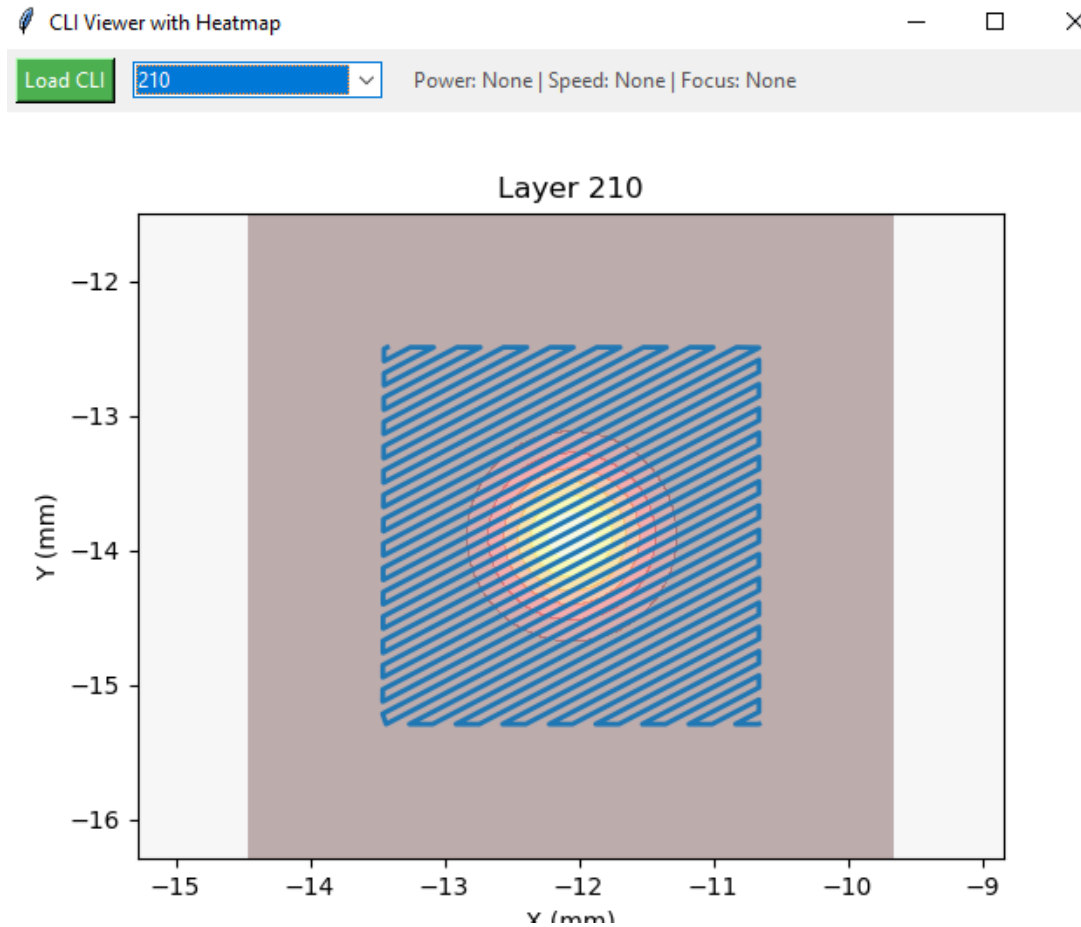 CLI Viewer with Heatmap
Load CLI 210 Power: None | Speed: None | Focus: None
Layer 210
−12
−13
−14
−15
−16
Y (mm)
−15 −14 −13 −12 −11 −10 −9
X (mm)